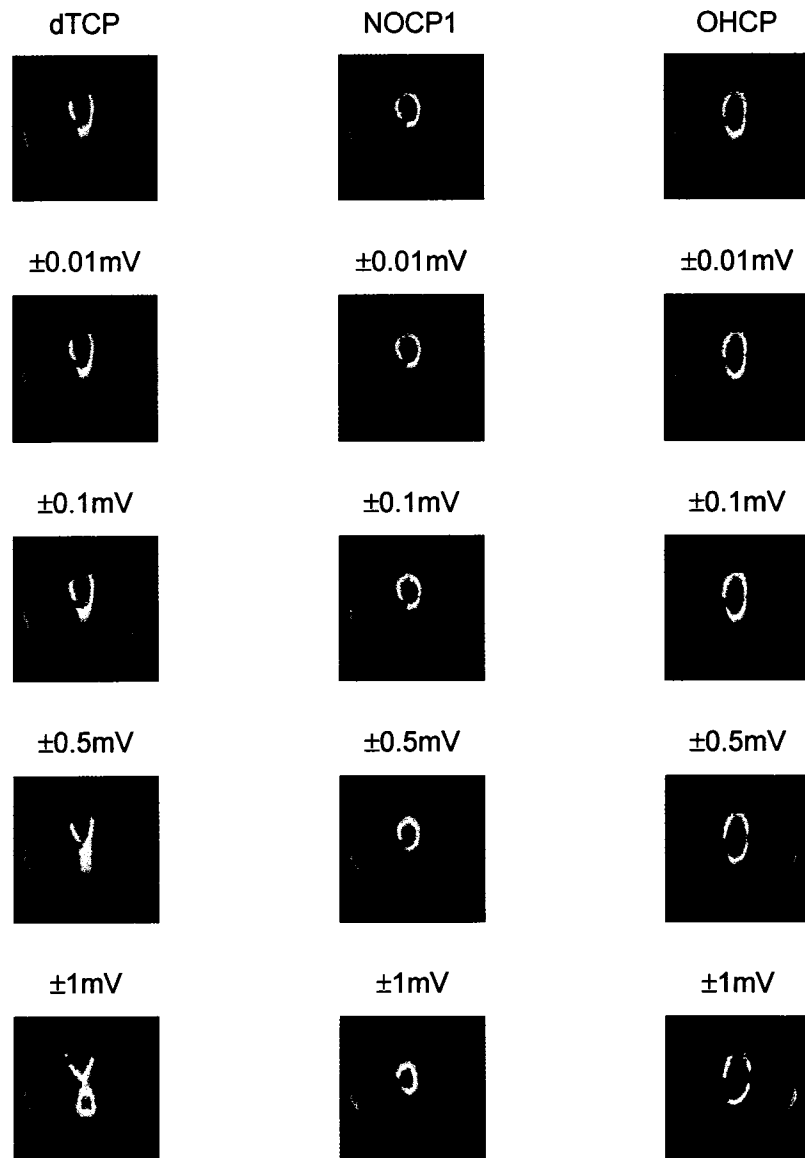 dTCP NOCP1 OHCP
±0.01mV ±0.01mV ±0.01mV
±0.1mV ±0.1mV ±0.1mV
±0.5mV ±0.5mV ±0.5mV
±1mV ±1mV ±1mV